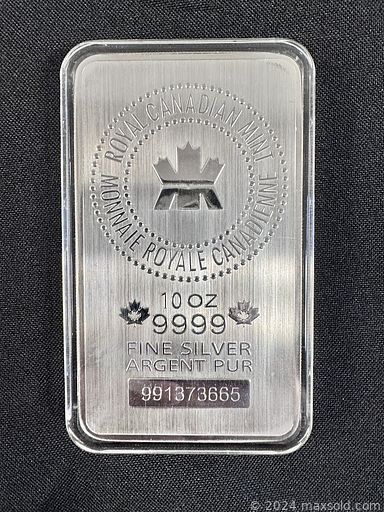 ROYAL CANADIAN MINT
MONNAIE ROYALE CANADIENNE
10 OZ
9999
FINE SILVER
ARGENT PUR
991373665
© 2024 maxsold.com